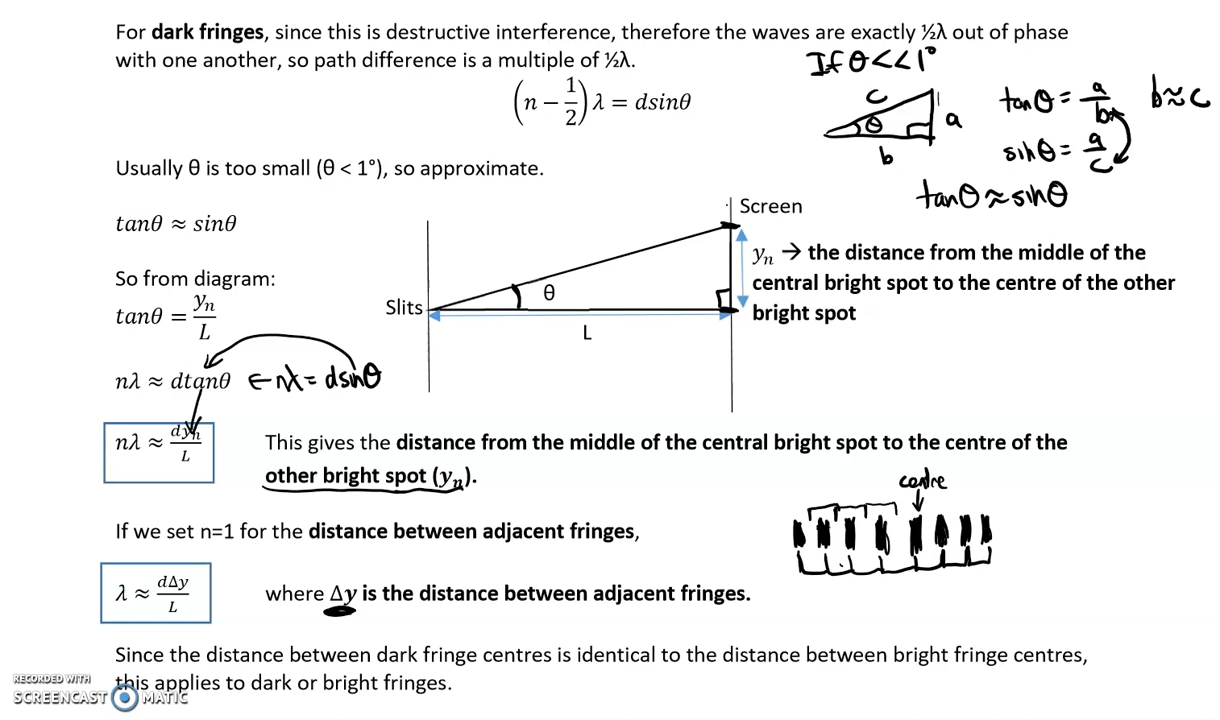 For dark fringes, since this is destructive interference, therefore the waves are exactly ½λ out of phase
with one another, so path difference is a multiple of ½λ.
(n − 1/2) λ = dsinθ
If θ << 1°
c
θ
a
b
tanθ = a/b
b ≈ c
sinθ = a/c
tanθ ≈ sinθ
Usually θ is too small (θ < 1°), so approximate.
tanθ ≈ sinθ
So from diagram:
tanθ = yₙ/L
Screen
Slits
θ
L
yₙ → the distance from the middle of the
central bright spot to the centre of the other
bright spot
nλ ≈ dtanθ ← nλ = dsinθ
nλ ≈ dyₙ/L
This gives the distance from the middle of the central bright spot to the centre of the
other bright spot (yₙ).
centre
If we set n=1 for the distance between adjacent fringes,
λ ≈ dΔy/L
where Δy is the distance between adjacent fringes.
Since the distance between dark fringe centres is identical to the distance between bright fringe centres,
this applies to dark or bright fringes.
RECORDED WITH
SCREENCAST MATIC